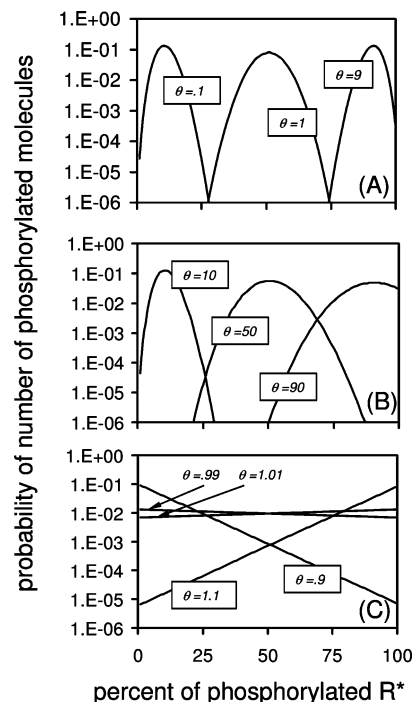 probability of number of phosphorylated molecules
1.E+00
1.E-01
1.E-02
1.E-03
1.E-04
1.E-05
1.E-06
θ=.1
θ=1
θ=9
(A)
1.E+00
1.E-01
1.E-02
1.E-03
1.E-04
1.E-05
1.E-06
θ=10
θ=50
θ=90
(B)
1.E+00
1.E-01
1.E-02
1.E-03
1.E-04
1.E-05
1.E-06
θ=.99
θ=1.01
θ=1.1
θ=.9
(C)
0 25 50 75 100
percent of phosphorylated R*